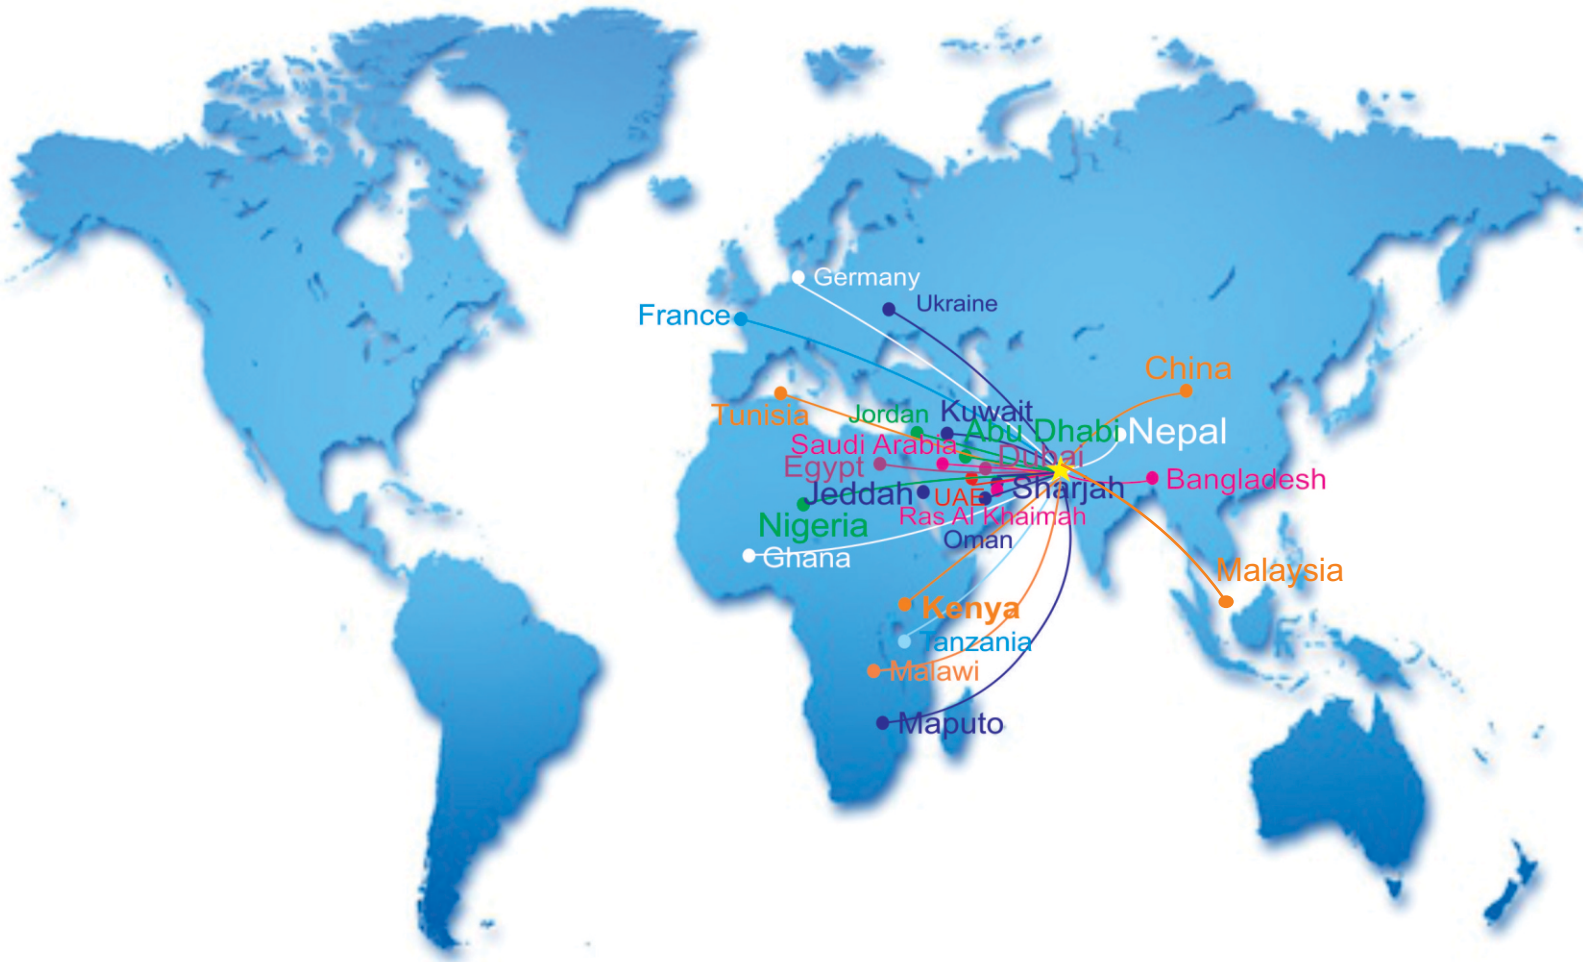 Germany
Ukraine
France
China
Tunisia
Jordan
Kuwait
Abu Dhabi
Nepal
Saudi Arabia
Dubai
Egypt
Bangladesh
Jeddah
UAE
Sharjah
Ras Al Khaimah
Nigeria
Oman
Ghana
Malaysia
Kenya
Tanzania
Malawi
Maputo